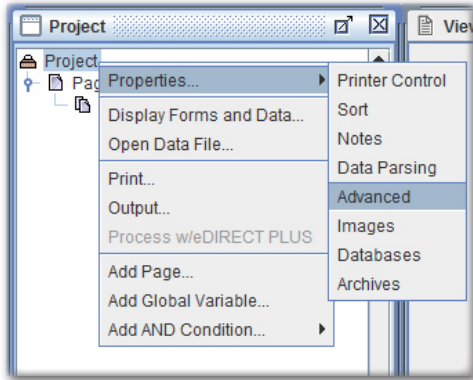 Project
View
Project
Pag
Properties...
Display Forms and Data...
Open Data File...
Print...
Output...
Process w/eDIRECT PLUS
Add Page...
Add Global Variable...
Add AND Condition...
Printer Control
Sort
Notes
Data Parsing
Advanced
Images
Databases
Archives